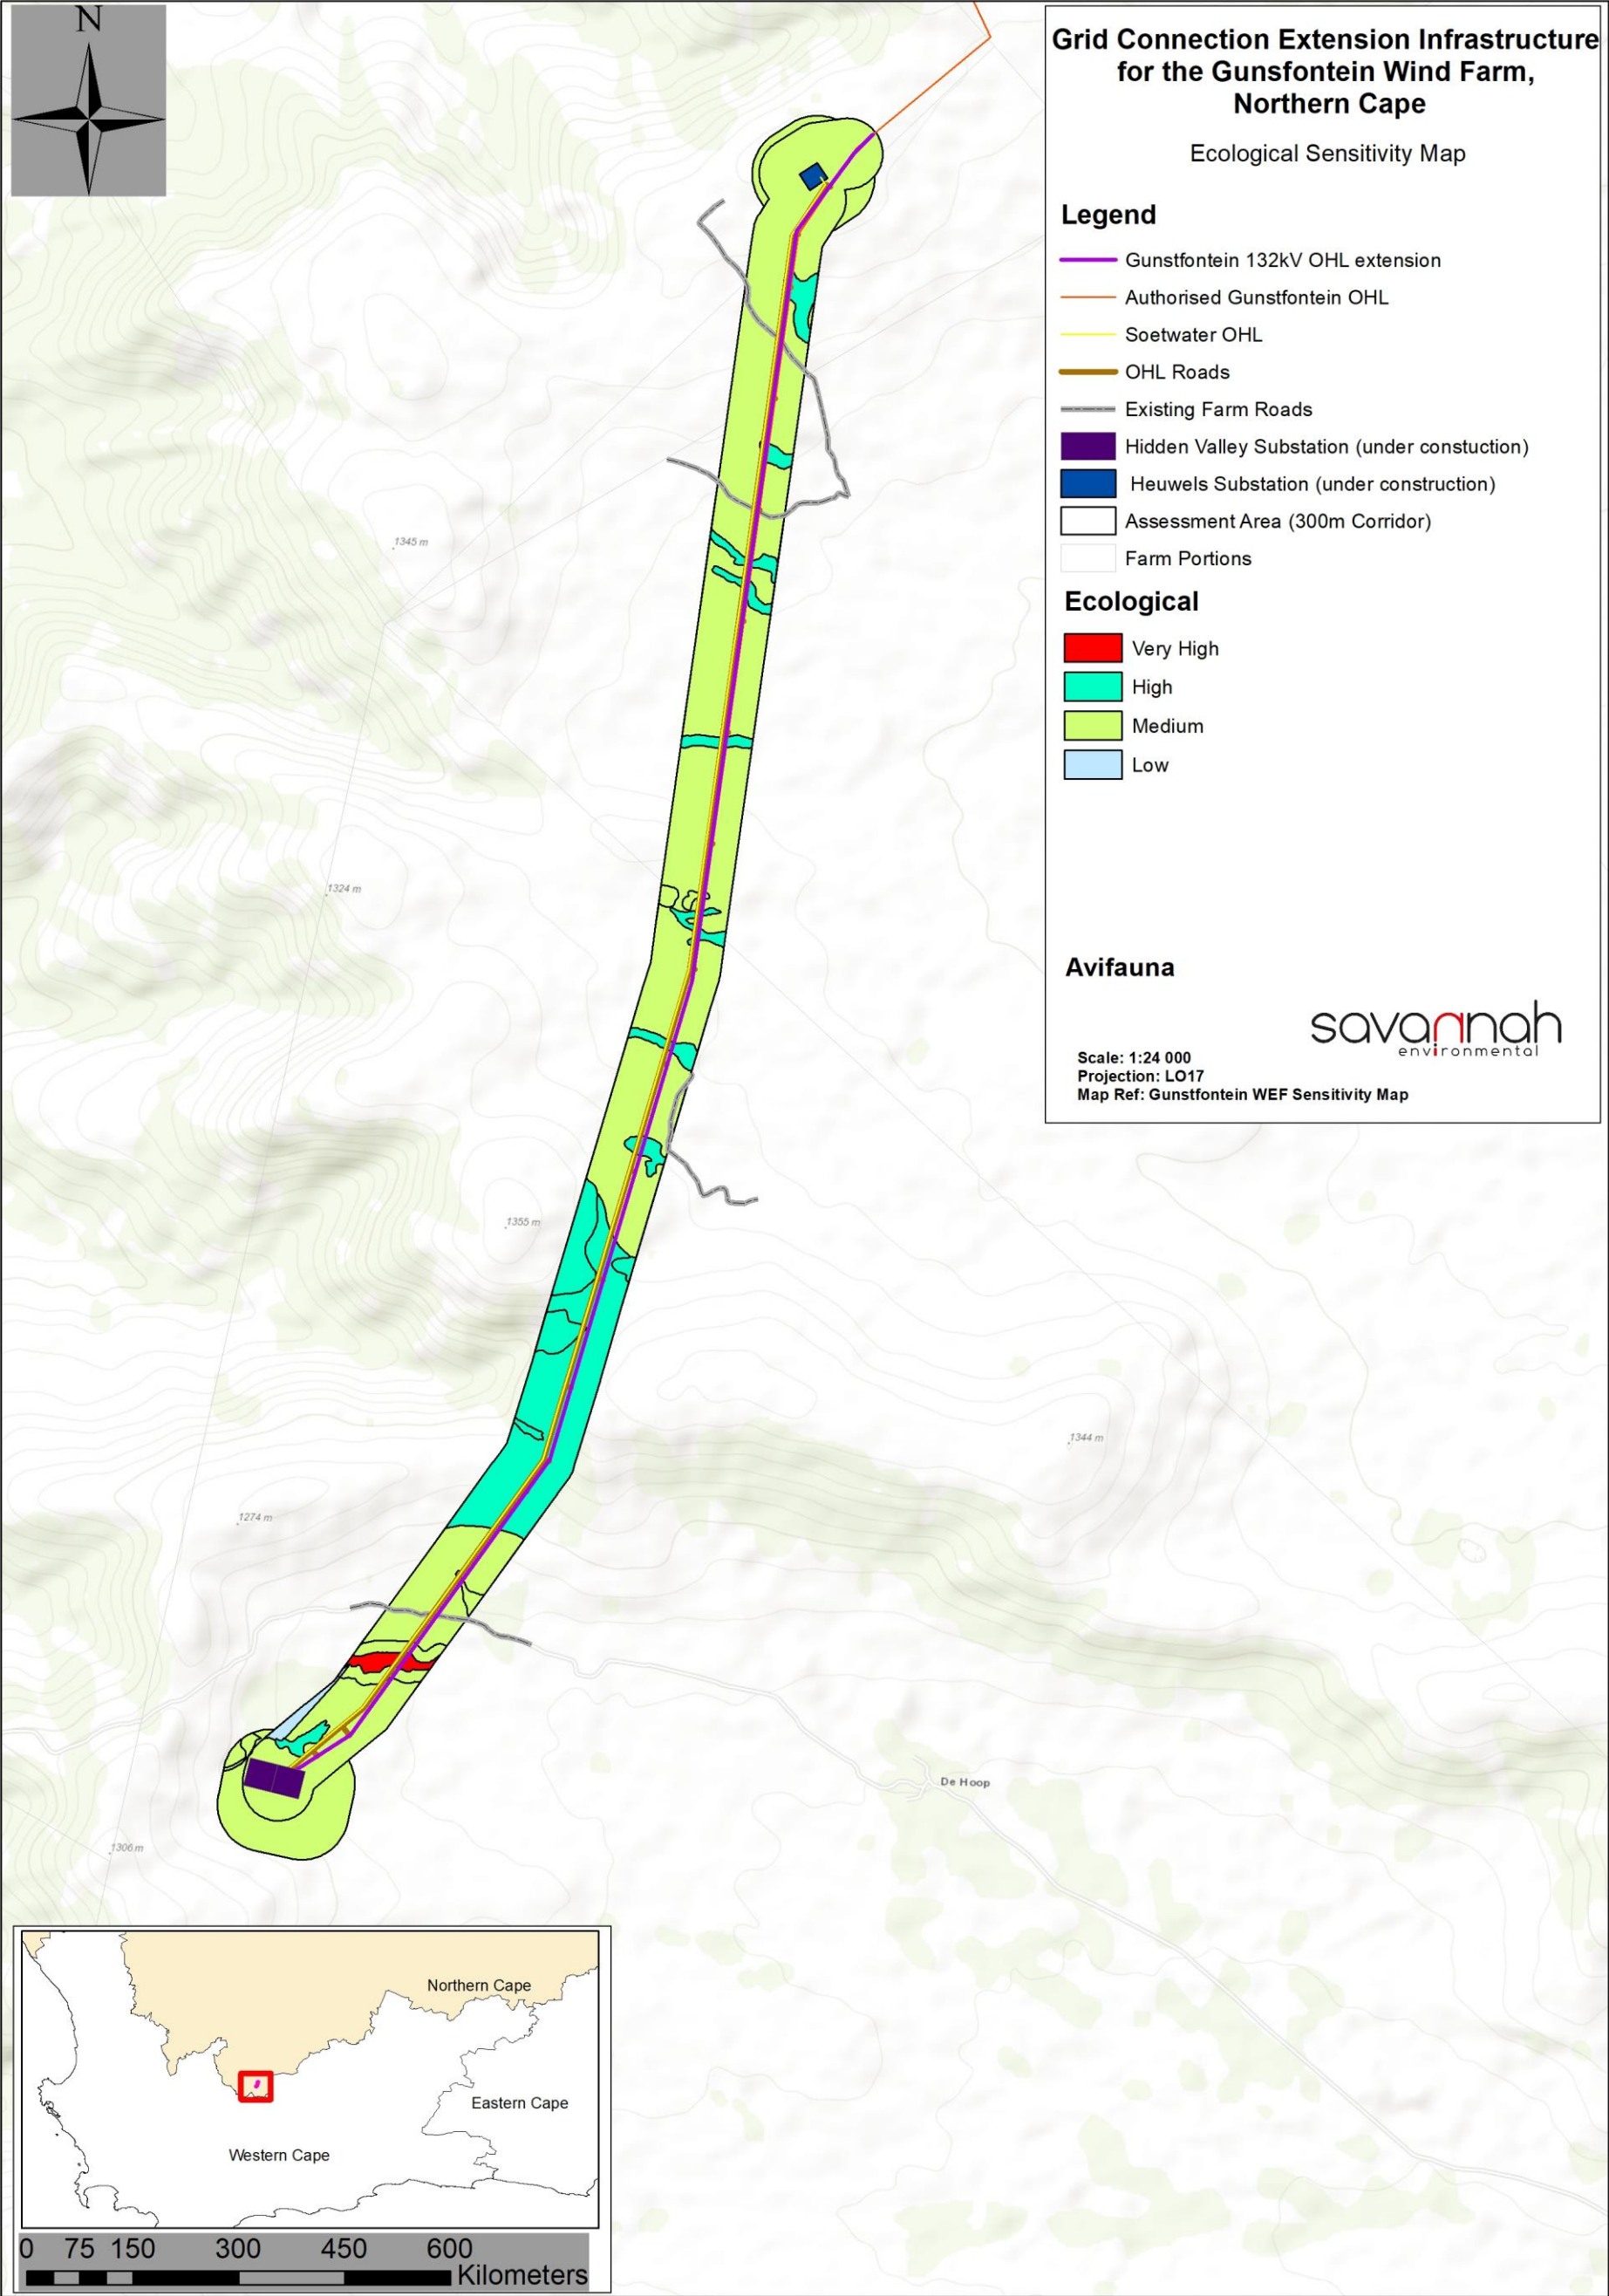 N
Grid Connection Extension Infrastructure
for the Gunsfontein Wind Farm,
Northern Cape
Ecological Sensitivity Map
Legend
Gunstfontein 132kV OHL extension
Authorised Gunstfontein OHL
Soetwater OHL
OHL Roads
Existing Farm Roads
Hidden Valley Substation (under constuction)
Heuwels Substation (under construction)
Assessment Area (300m Corridor)
Farm Portions
Ecological
Very High
High
Medium
Low
Avifauna
savannah
environmental
Scale: 1:24 000
Projection: LO17
Map Ref: Gunstfontein WEF Sensitivity Map
1345 m
1324 m
1355 m
1344 m
1274 m
De Hoop
1306 m
Northern Cape
Eastern Cape
Western Cape
0 75 150 300 450 600
Kilometers